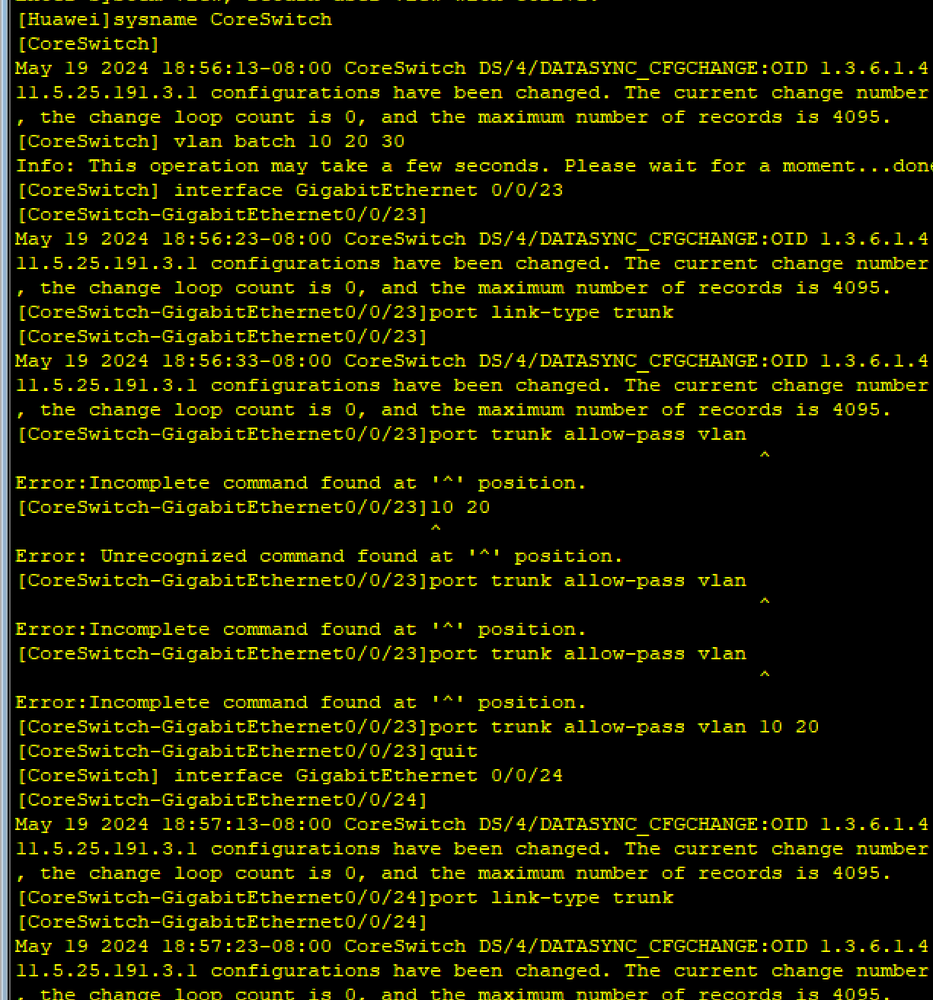 [Huawei]sysname CoreSwitch
[CoreSwitch]
May 19 2024 18:56:13-08:00 CoreSwitch DS/4/DATASYNC_CFGCHANGE:OID 1.3.6.1.4
11.5.25.191.3.1 configurations have been changed. The current change number
, the change loop count is 0, and the maximum number of records is 4095.
[CoreSwitch] vlan batch 10 20 30
Info: This operation may take a few seconds. Please wait for a moment...done
[CoreSwitch] interface GigabitEthernet 0/0/23
[CoreSwitch-GigabitEthernet0/0/23]
May 19 2024 18:56:23-08:00 CoreSwitch DS/4/DATASYNC_CFGCHANGE:OID 1.3.6.1.4
11.5.25.191.3.1 configurations have been changed. The current change number
, the change loop count is 0, and the maximum number of records is 4095.
[CoreSwitch-GigabitEthernet0/0/23]port link-type trunk
[CoreSwitch-GigabitEthernet0/0/23]
May 19 2024 18:56:33-08:00 CoreSwitch DS/4/DATASYNC_CFGCHANGE:OID 1.3.6.1.4
11.5.25.191.3.1 configurations have been changed. The current change number
, the change loop count is 0, and the maximum number of records is 4095.
[CoreSwitch-GigabitEthernet0/0/23]port trunk allow-pass vlan
^
Error:Incomplete command found at '^' position.
[CoreSwitch-GigabitEthernet0/0/23]10 20
^
Error: Unrecognized command found at '^' position.
[CoreSwitch-GigabitEthernet0/0/23]port trunk allow-pass vlan
^
Error:Incomplete command found at '^' position.
[CoreSwitch-GigabitEthernet0/0/23]port trunk allow-pass vlan
^
Error:Incomplete command found at '^' position.
[CoreSwitch-GigabitEthernet0/0/23]port trunk allow-pass vlan 10 20
[CoreSwitch-GigabitEthernet0/0/23]quit
[CoreSwitch] interface GigabitEthernet 0/0/24
[CoreSwitch-GigabitEthernet0/0/24]
May 19 2024 18:57:13-08:00 CoreSwitch DS/4/DATASYNC_CFGCHANGE:OID 1.3.6.1.4
11.5.25.191.3.1 configurations have been changed. The current change number
, the change loop count is 0, and the maximum number of records is 4095.
[CoreSwitch-GigabitEthernet0/0/24]port link-type trunk
[CoreSwitch-GigabitEthernet0/0/24]
May 19 2024 18:57:23-08:00 CoreSwitch DS/4/DATASYNC_CFGCHANGE:OID 1.3.6.1.4
11.5.25.191.3.1 configurations have been changed. The current change number
, the change loop count is 0, and the maximum number of records is 4095.